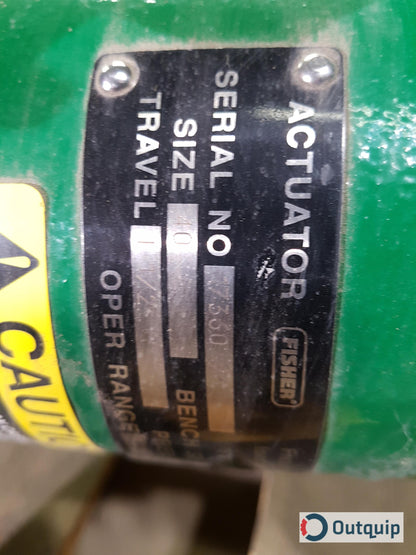 ACTUATOR FISHER
SERIAL NO
SIZE BENCH
TRAVEL
OPER RANGE
CAUTI
Outquip